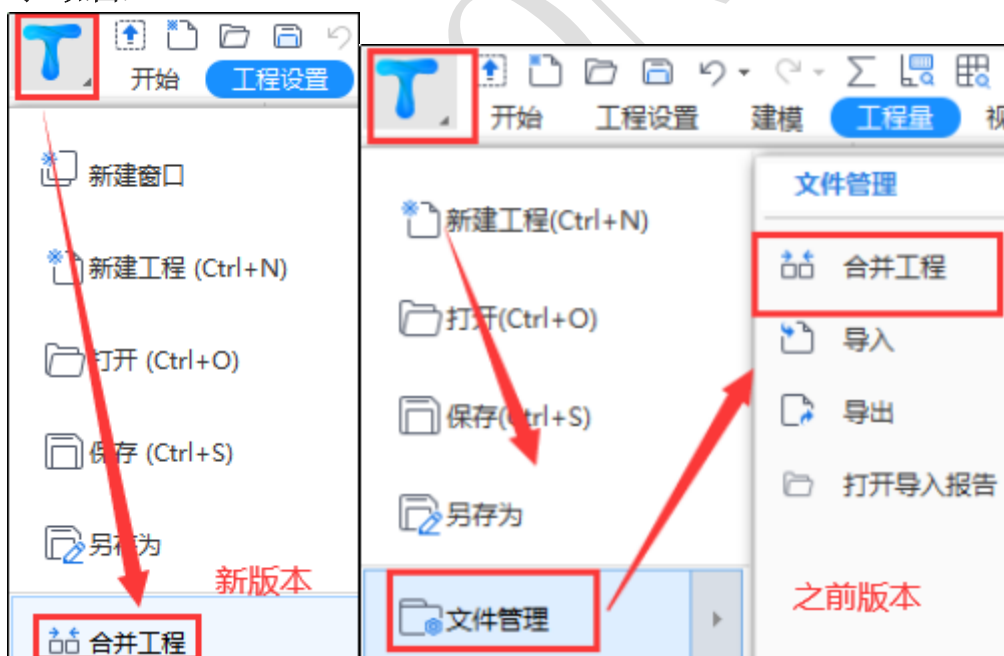 开始 工程设置
新建窗口
新建工程 (Ctrl+N)
打开 (Ctrl+O)
保存 (Ctrl+S)
另存为
新版本
合并工程
开始 工程设置 建模 工程量
新建工程(Ctrl+N)
打开(Ctrl+O)
保存(Ctrl+S)
另存为
文件管理
文件管理
合并工程
导入
导出
打开导入报告
之前版本